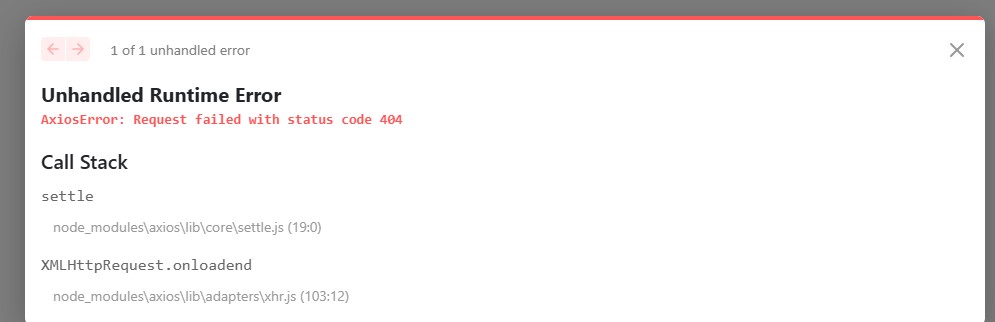 1 of 1 unhandled error
Unhandled Runtime Error
AxiosError: Request failed with status code 404
Call Stack
settle
node_modules\axios\lib\core\settle.js (19:0)
XMLHttpRequest.onloadend
node_modules\axios\lib\adapters\xhr.js (103:12)